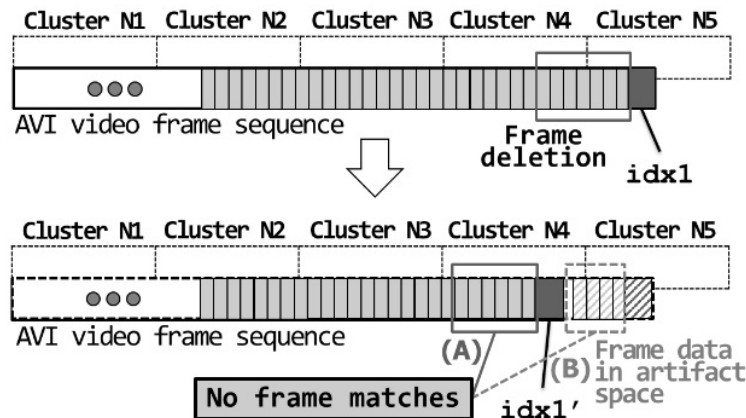 Cluster N1 Cluster N2 Cluster N3 Cluster N4 Cluster N5
AVI video frame sequence
Frame
deletion
idx1
Cluster N1 Cluster N2 Cluster N3 Cluster N4 Cluster N5
AVI video frame sequence
(A)
(B) Frame data
in artifact
space
No frame matches
idx1’